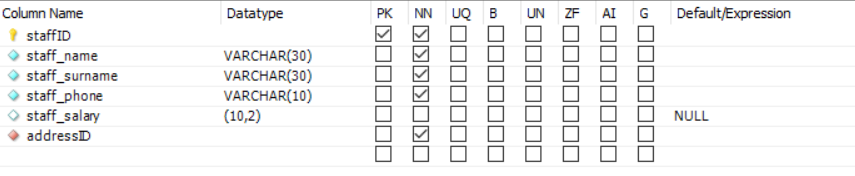 Column Name Datatype PK NN UQ B UN ZF AI G Default/Expression
staffID
staff_name VARCHAR(30)
staff_surname VARCHAR(30)
staff_phone VARCHAR(10)
staff_salary (10,2) NULL
addressID